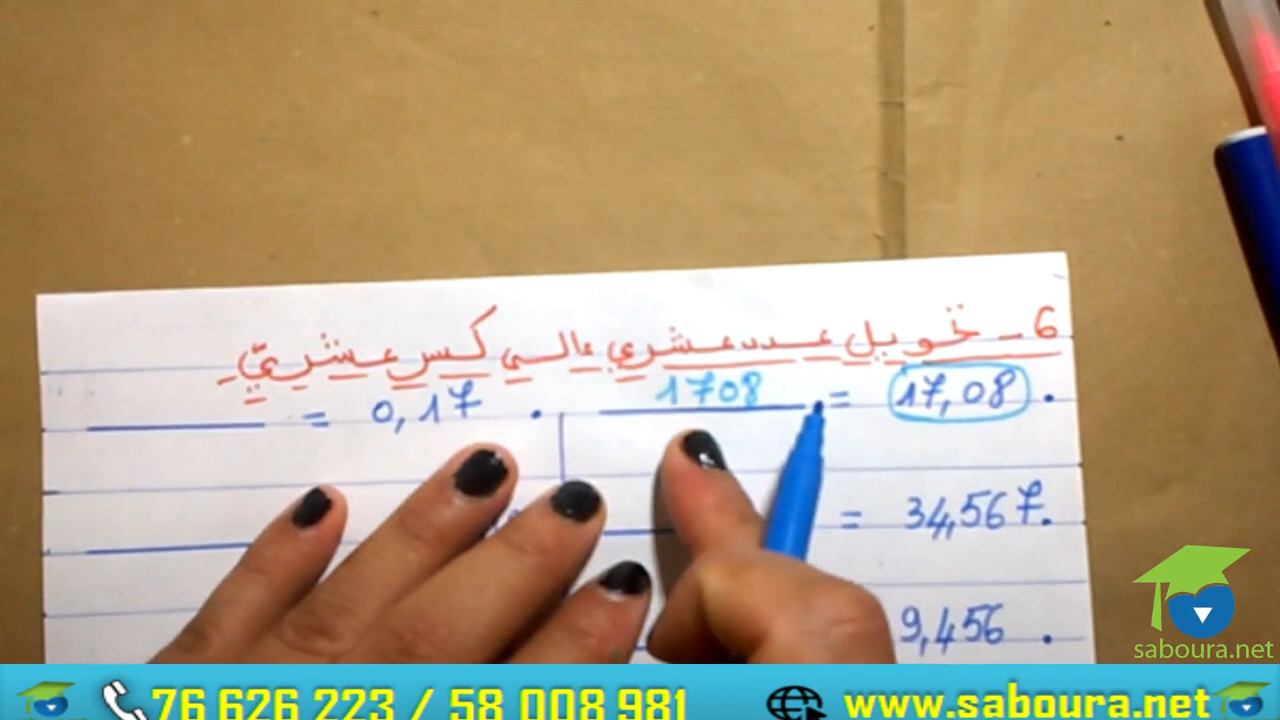 6 - تحويل عدد عشري إلى كسر عشريّ
. 17,08 = 1708
. 0,17 =
34,567. =
9,456 .
saboura.net
76 626 223 / 58 008 981
www.saboura.net